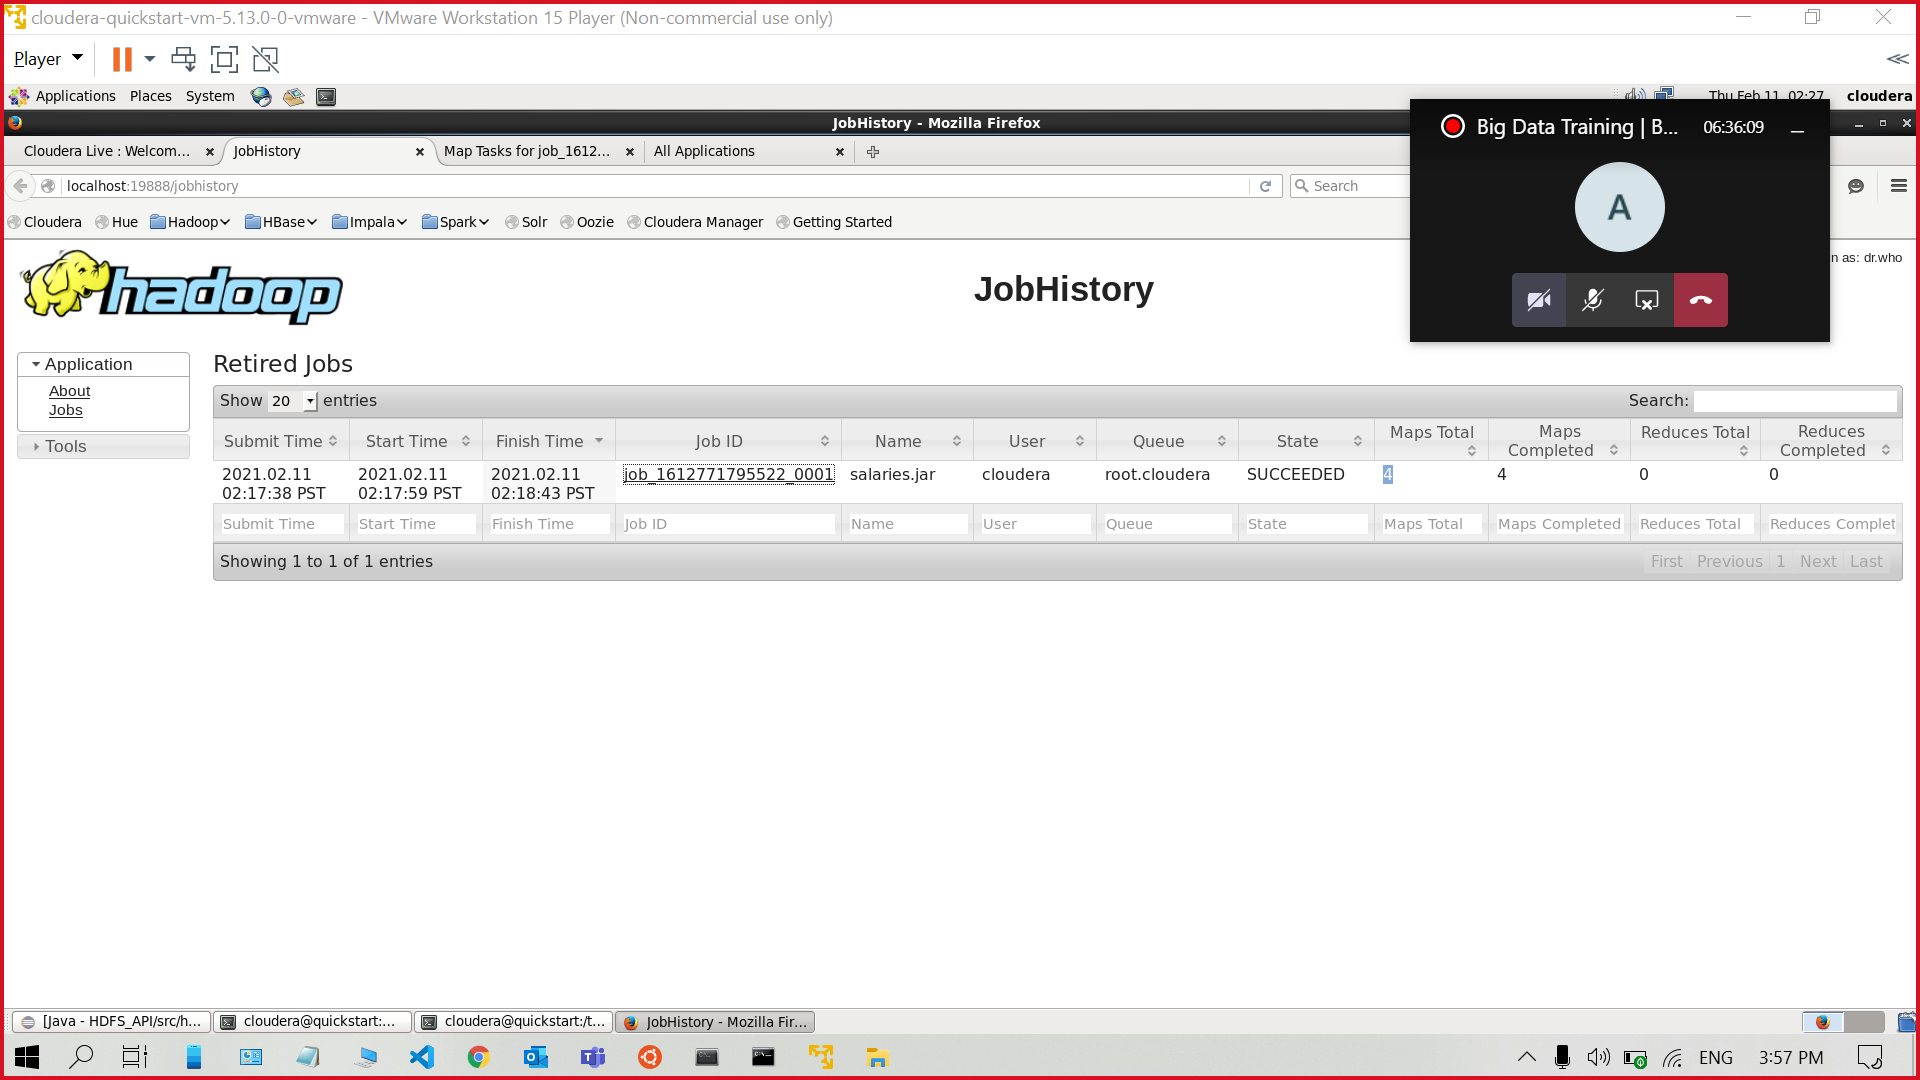 cloudera-quickstart-vm-5.13.0-0-vmware - VMware Workstation 15 Player (Non-commercial use only)
Player
Applications Places System
Thu Feb 11, 02:27 cloudera
JobHistory - Mozilla Firefox
Big Data Training | B... 06:36:09
Cloudera Live : Welcom... JobHistory Map Tasks for job_1612... All Applications
localhost:19888/jobhistory
Search
A
Cloudera Hue Hadoop HBase Impala Spark Solr Oozie Cloudera Manager Getting Started
n as: dr.who
hadoop
JobHistory
Application
About
Jobs
Tools
Retired Jobs
Show 20 entries
Search:
Submit Time Start Time Finish Time Job ID Name User Queue State Maps Total Maps Completed Reduces Total Reduces Completed
2021.02.11 02:17:38 PST 2021.02.11 02:17:59 PST 2021.02.11 02:18:43 PST job_1612771795522_0001 salaries.jar cloudera root.cloudera SUCCEEDED 4 4 0 0
Submit Time Start Time Finish Time Job ID Name User Queue State Maps Total Maps Completed Reduces Total Reduces Complet
Showing 1 to 1 of 1 entries
First Previous 1 Next Last
[Java - HDFS_API/src/h... cloudera@quickstart:... cloudera@quickstart:/t... JobHistory - Mozilla Fir...
ENG 3:57 PM